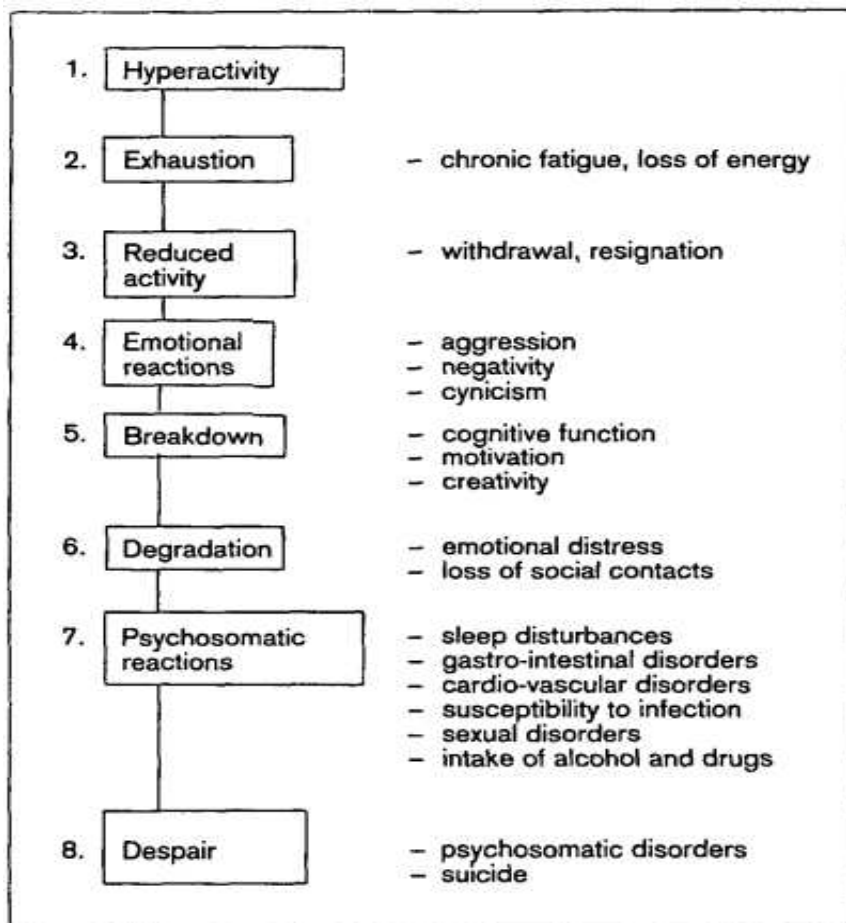 1. Hyperactivity
2. Exhaustion – chronic fatigue, loss of energy
3. Reduced activity – withdrawal, resignation
4. Emotional reactions – aggression
– negativity
– cynicism
5. Breakdown – cognitive function
– motivation
– creativity
6. Degradation – emotional distress
– loss of social contacts
7. Psychosomatic reactions – sleep disturbances
– gastro-intestinal disorders
– cardio-vascular disorders
– susceptibility to infection
– sexual disorders
– intake of alcohol and drugs
8. Despair – psychosomatic disorders
– suicide